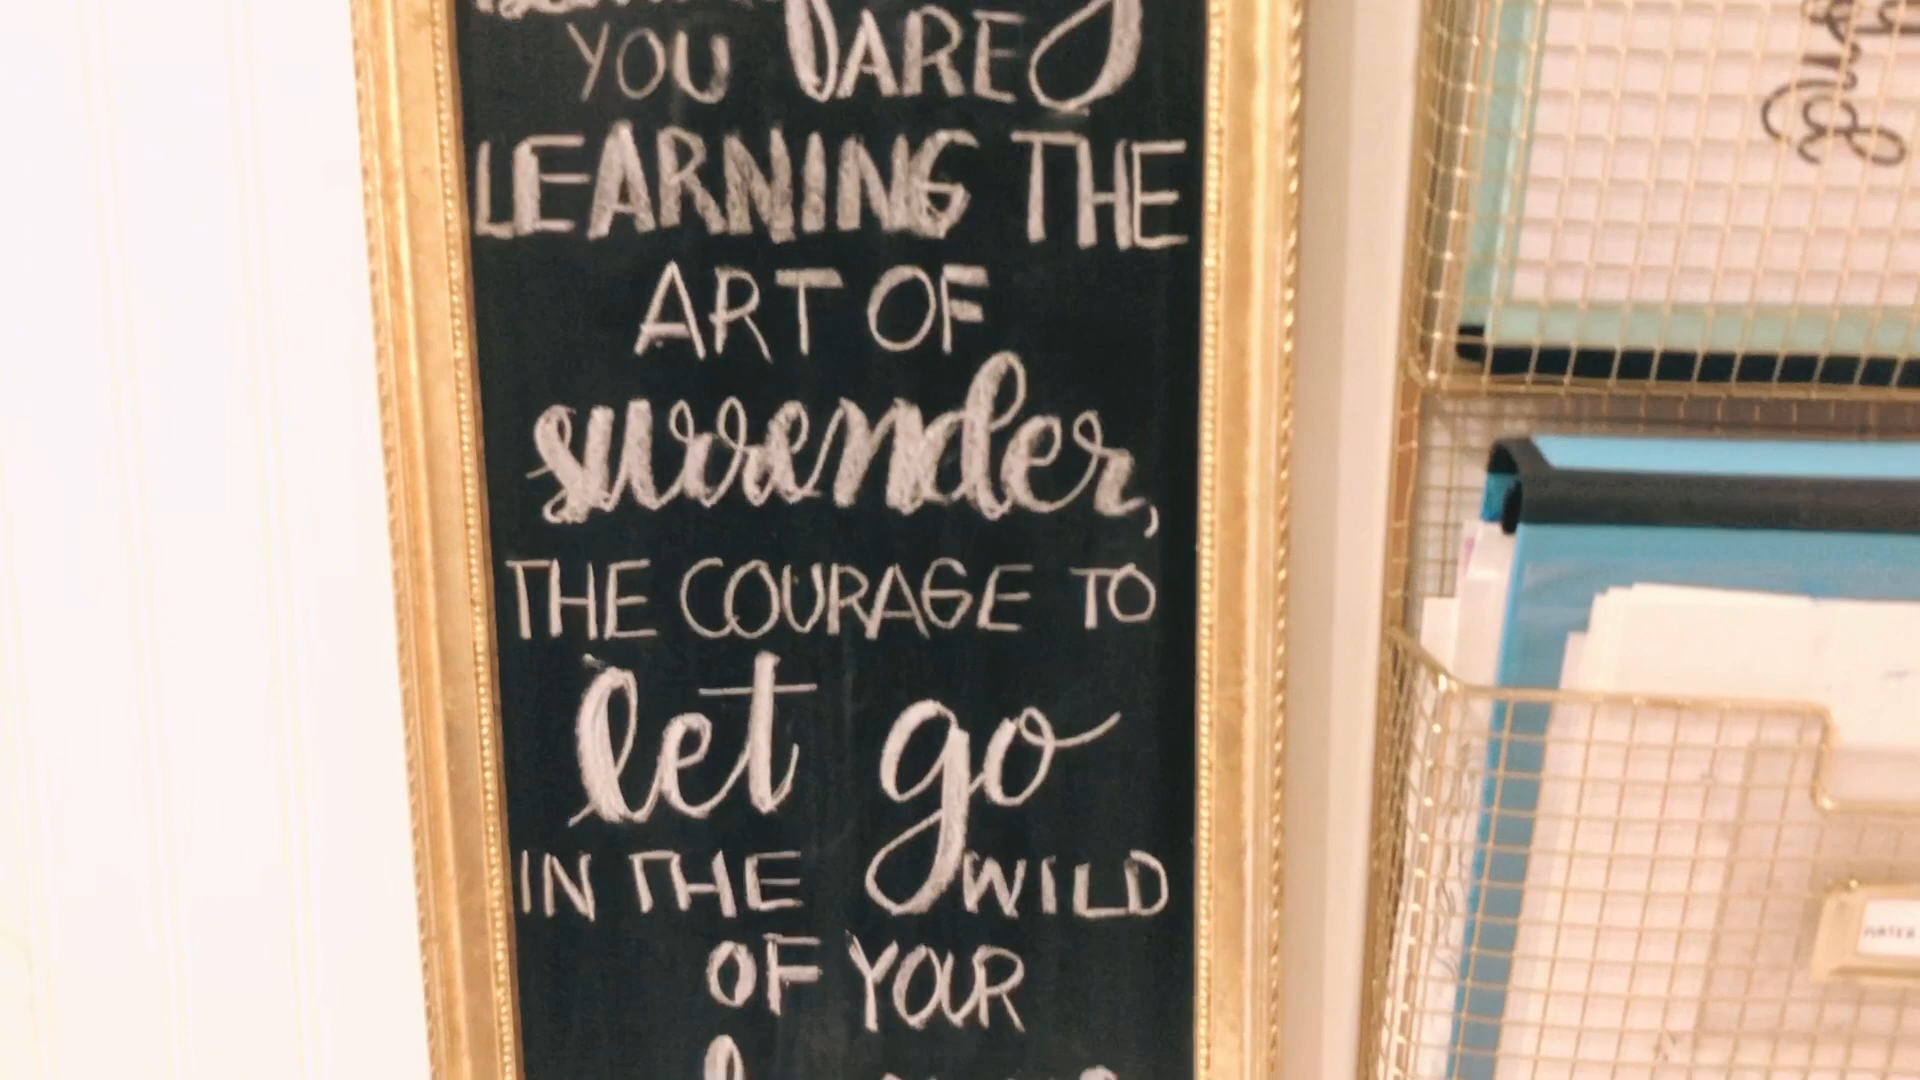 YOU ARE
LEARNING THE
ART OF
surrender,
THE COURAGE TO
let go
IN THE WILD
OF YOUR